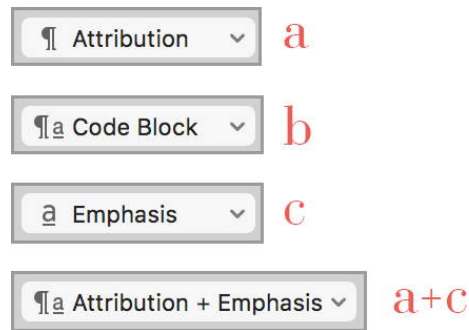 ¶ Attribution a
¶a Code Block b
a Emphasis c
¶a Attribution + Emphasis a+c